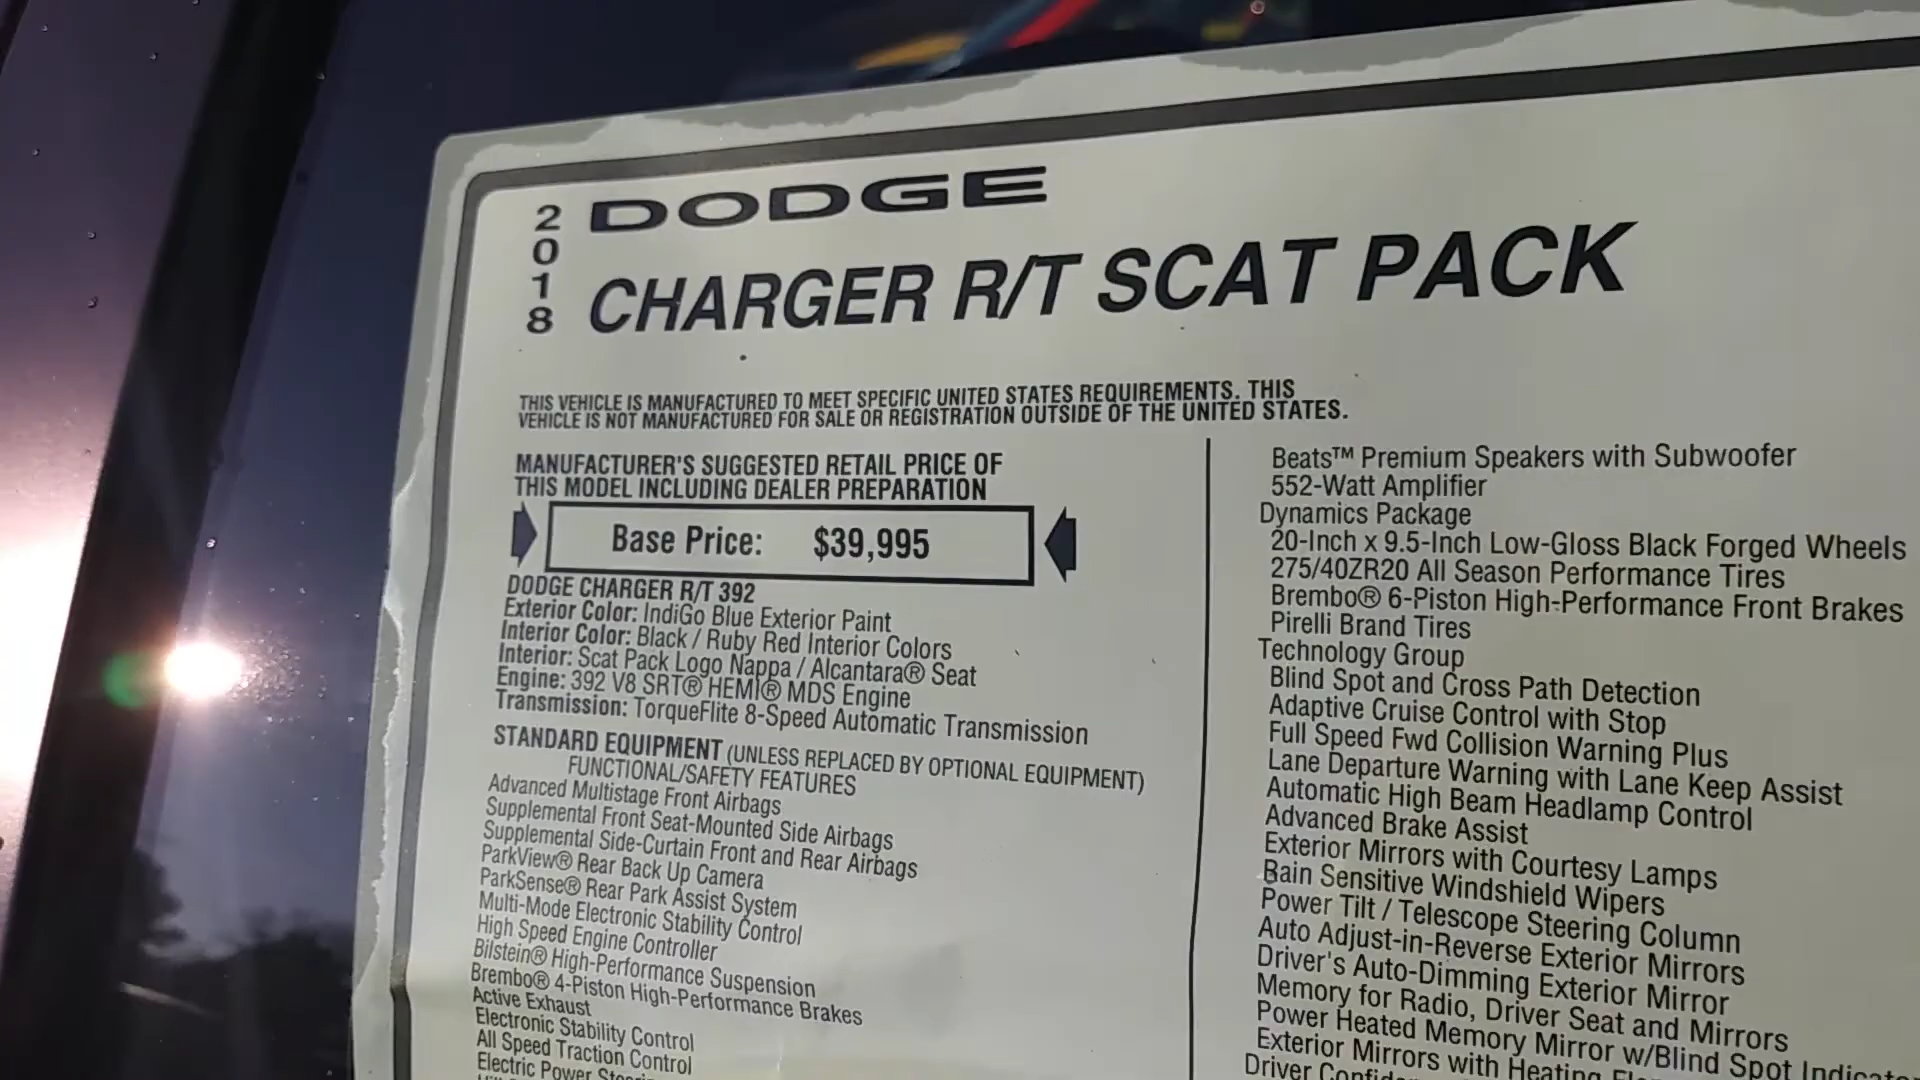 2018
DODGE
CHARGER R/T SCAT PACK
THIS VEHICLE IS MANUFACTURED TO MEET SPECIFIC UNITED STATES REQUIREMENTS. THIS
VEHICLE IS NOT MANUFACTURED FOR SALE OR REGISTRATION OUTSIDE OF THE UNITED STATES.
MANUFACTURER'S SUGGESTED RETAIL PRICE OF
THIS MODEL INCLUDING DEALER PREPARATION
Base Price: $39,995
DODGE CHARGER R/T 392
Exterior Color: IndiGo Blue Exterior Paint
Interior Color: Black / Ruby Red Interior Colors
Interior: Scat Pack Logo Nappa / Alcantara® Seat
Engine: 392 V8 SRT® HEMI® MDS Engine
Transmission: TorqueFlite 8-Speed Automatic Transmission
STANDARD EQUIPMENT (UNLESS REPLACED BY OPTIONAL EQUIPMENT)
FUNCTIONAL/SAFETY FEATURES
Advanced Multistage Front Airbags
Supplemental Front Seat-Mounted Side Airbags
Supplemental Side-Curtain Front and Rear Airbags
ParkView® Rear Back Up Camera
ParkSense® Rear Park Assist System
Multi-Mode Electronic Stability Control
High Speed Engine Controller
Bilstein® High-Performance Suspension
Brembo® 4-Piston High-Performance Brakes
Active Exhaust
Electronic Stability Control
All Speed Traction Control
Electric Power
Beats™ Premium Speakers with Subwoofer
552-Watt Amplifier
Dynamics Package
20-Inch x 9.5-Inch Low-Gloss Black Forged Wheels
275/40ZR20 All Season Performance Tires
Brembo® 6-Piston High-Performance Front Brakes
Pirelli Brand Tires
Technology Group
Blind Spot and Cross Path Detection
Adaptive Cruise Control with Stop
Full Speed Fwd Collision Warning Plus
Lane Departure Warning with Lane Keep Assist
Automatic High Beam Headlamp Control
Advanced Brake Assist
Exterior Mirrors with Courtesy Lamps
Rain Sensitive Windshield Wipers
Power Tilt / Telescope Steering Column
Auto Adjust-in-Reverse Exterior Mirrors
Driver's Auto-Dimming Exterior Mirror
Memory for Radio, Driver Seat and Mirrors
Power Heated Memory Mirror w/Blind Spot
Exterior Mirrors with Heating
Driver